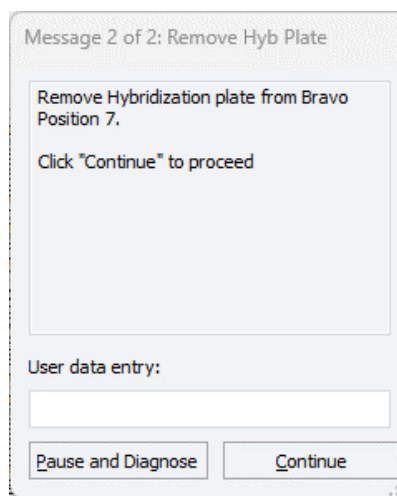 Message 2 of 2: Remove Hyb Plate
Remove Hybridization plate from Bravo
Position 7.
Click "Continue" to proceed
User data entry:
Pause and Diagnose
Continue